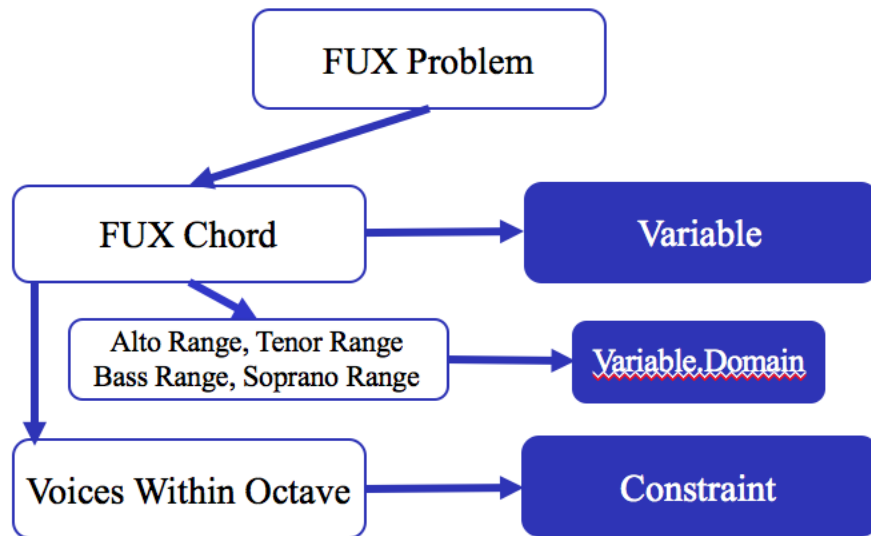 FUX Problem
FUX Chord
Variable
Alto Range, Tenor Range
Bass Range, Soprano Range
Variable.Domain
Voices Within Octave
Constraint